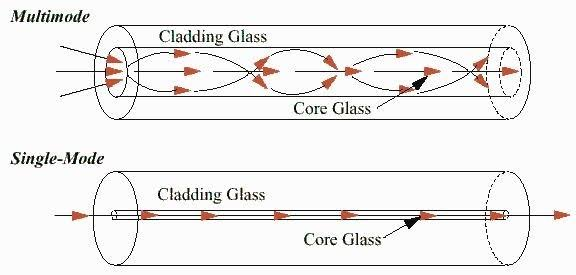 Multimode
Cladding Glass
Core Glass
Single-Mode
Cladding Glass
Core Glass